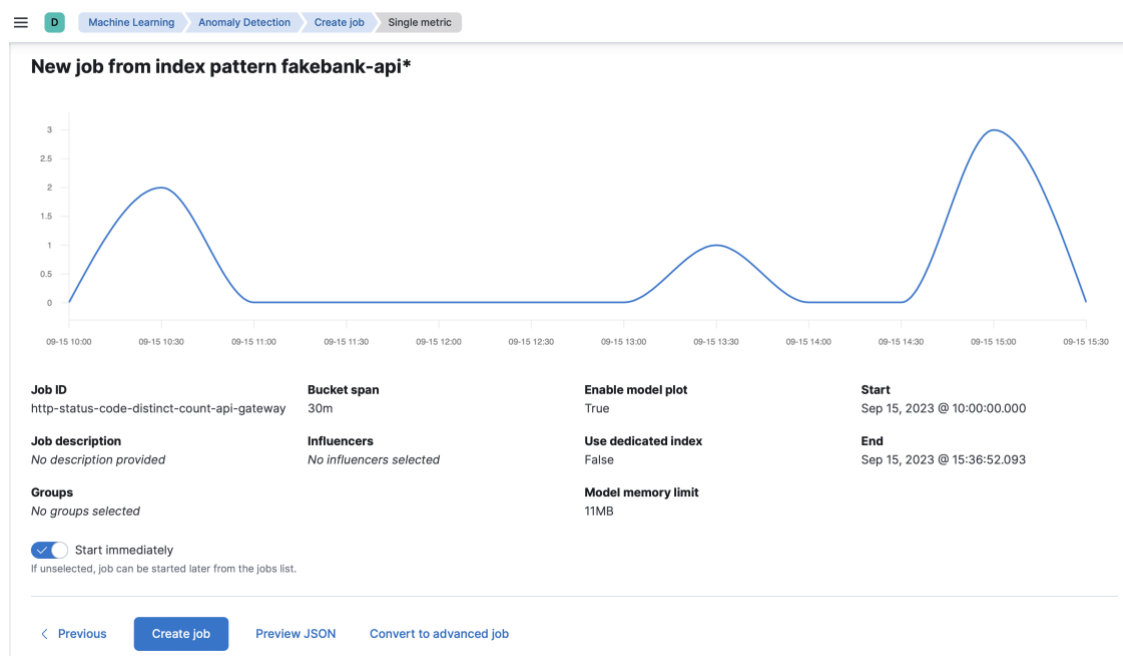 D Machine Learning Anomaly Detection Create job Single metric
New job from index pattern fakebank-api*
3
2.5
2
1.5
1
0.5
0
09-15 10:00 09-15 10:30 09-15 11:00 09-15 11:30 09-15 12:00 09-15 12:30 09-15 13:00 09-15 13:30 09-15 14:00 09-15 14:30 09-15 15:00 09-15 15:30
Job ID Bucket span Enable model plot Start
http-status-code-distinct-count-api-gateway 30m True Sep 15, 2023 @ 10:00:00.000
Job description Influencers Use dedicated index End
No description provided No influencers selected False Sep 15, 2023 @ 15:36:52.093
Groups Model memory limit
No groups selected 11MB
Start immediately
If unselected, job can be started later from the jobs list.
Previous Create job Preview JSON Convert to advanced job